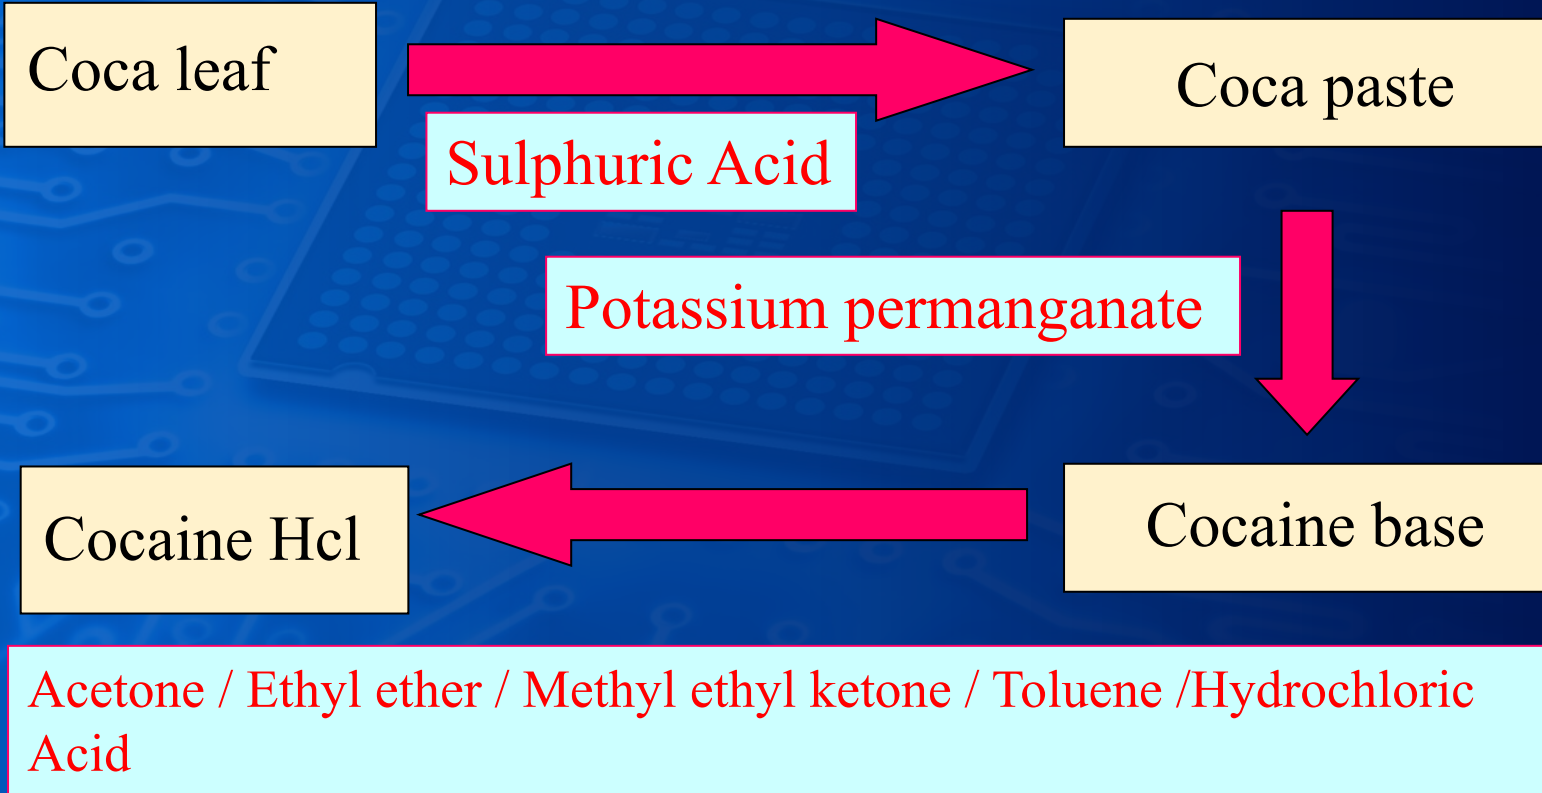 Coca leaf
Coca paste
Sulphuric Acid
Potassium permanganate
Cocaine Hcl
Cocaine base
Acetone / Ethyl ether / Methyl ethyl ketone / Toluene /Hydrochloric
Acid